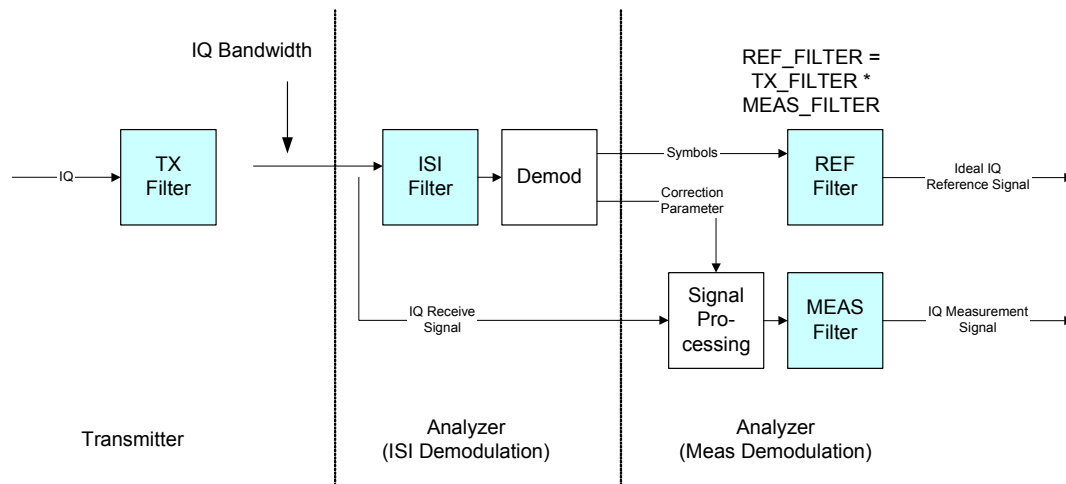 IQ Bandwidth
REF_FILTER =
TX_FILTER *
MEAS_FILTER
IQ
TX
Filter
ISI
Filter
Demod
Symbols
Correction
Parameter
REF
Filter
Ideal IQ
Reference Signal
IQ Receive
Signal
Signal
Pro-
cessing
MEAS
Filter
IQ Measurement
Signal
Transmitter
Analyzer
(ISI Demodulation)
Analyzer
(Meas Demodulation)